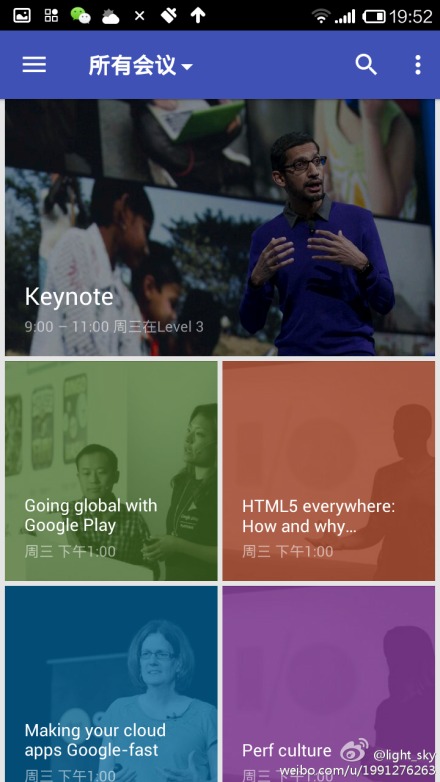 19:52
所有会议
Keynote
9:00 – 11:00 周三在Level 3
Going global with
Google Play
周三 下午1:00
HTML5 everywhere:
How and why...
周三 下午1:00
Making your cloud
apps Google-fast
周三 下午1:00
Perf culture
周三 下午1:00
@light_sky
weibo.com/u/1991276263